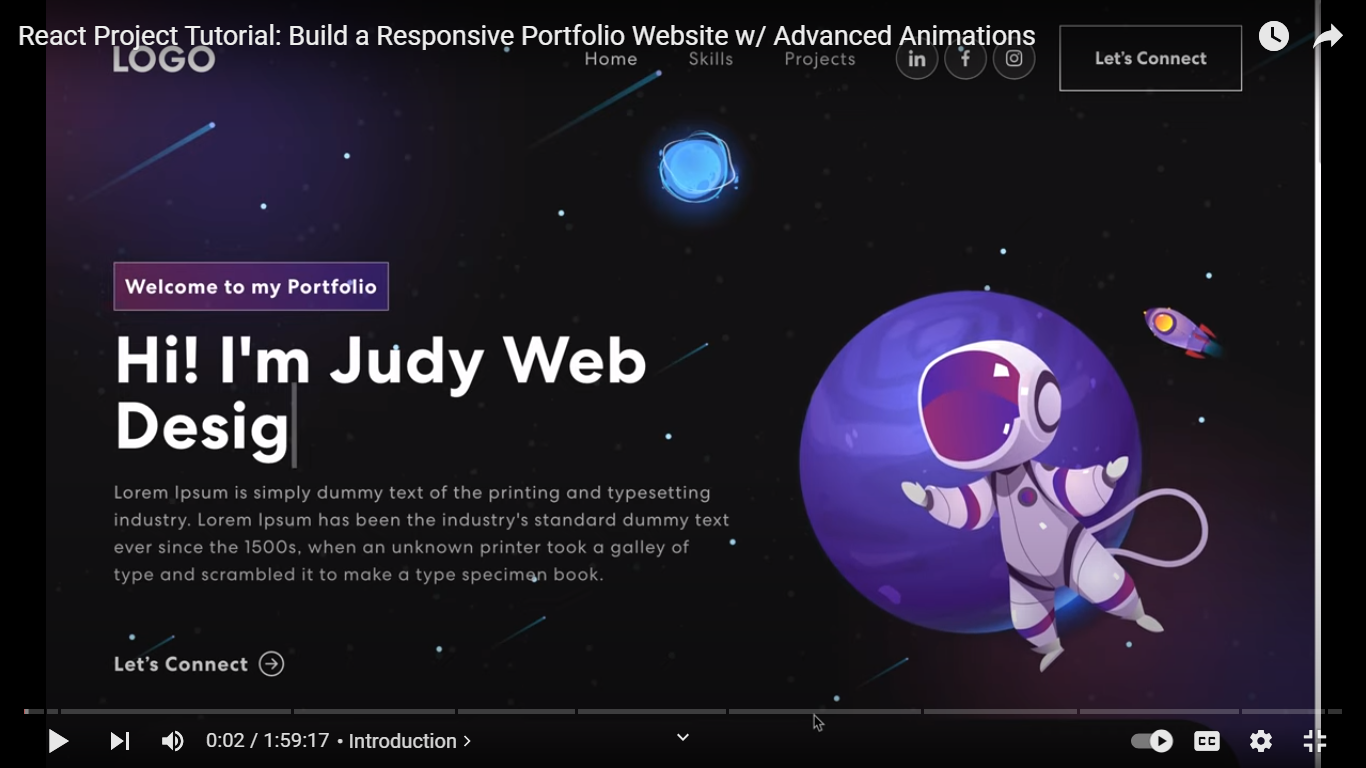 React Project Tutorial: Build a Responsive Portfolio Website w/ Advanced Animations
LOGO
Home Skills Projects in f Let's Connect
Welcome to my Portfolio
Hi! I'm Judy Web
Desig
Lorem Ipsum is simply dummy text of the printing and typesetting
industry. Lorem Ipsum has been the industry's standard dummy text
ever since the 1500s, when an unknown printer took a galley of
type and scrambled it to make a type specimen book.
Let's Connect
0:02 / 1:59:17 • Introduction
CC